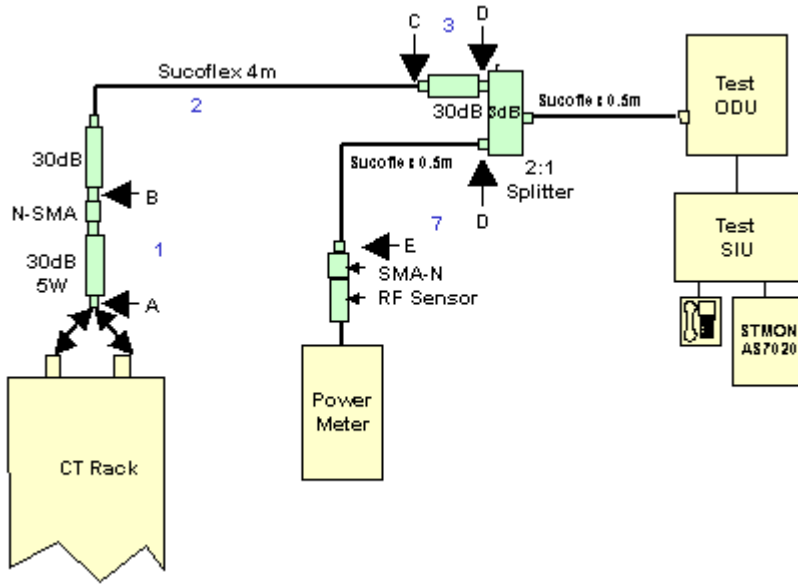 C
3
D
Sucoflex 4m
2
30dB
3dB
Sucoflex 0.5m
Test
ODU
30dB
Sucoflex 0.5m
2:1
Splitter
B
N-SMA
7
D
Test
SIU
1
E
30dB
5W
SMA-N
A
RF Sensor
STMON
AS7020
Power
Meter
CT Rack